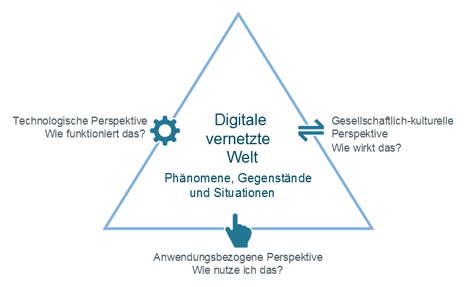 Technologische Perspektive
Wie funktioniert das?
Digitale
vernetzte
Welt
Phänomene, Gegenstände
und Situationen
Gesellschaftlich-kulturelle
Perspektive
Wie wirkt das?
Anwendungsbezogene Perspektive
Wie nutze ich das?